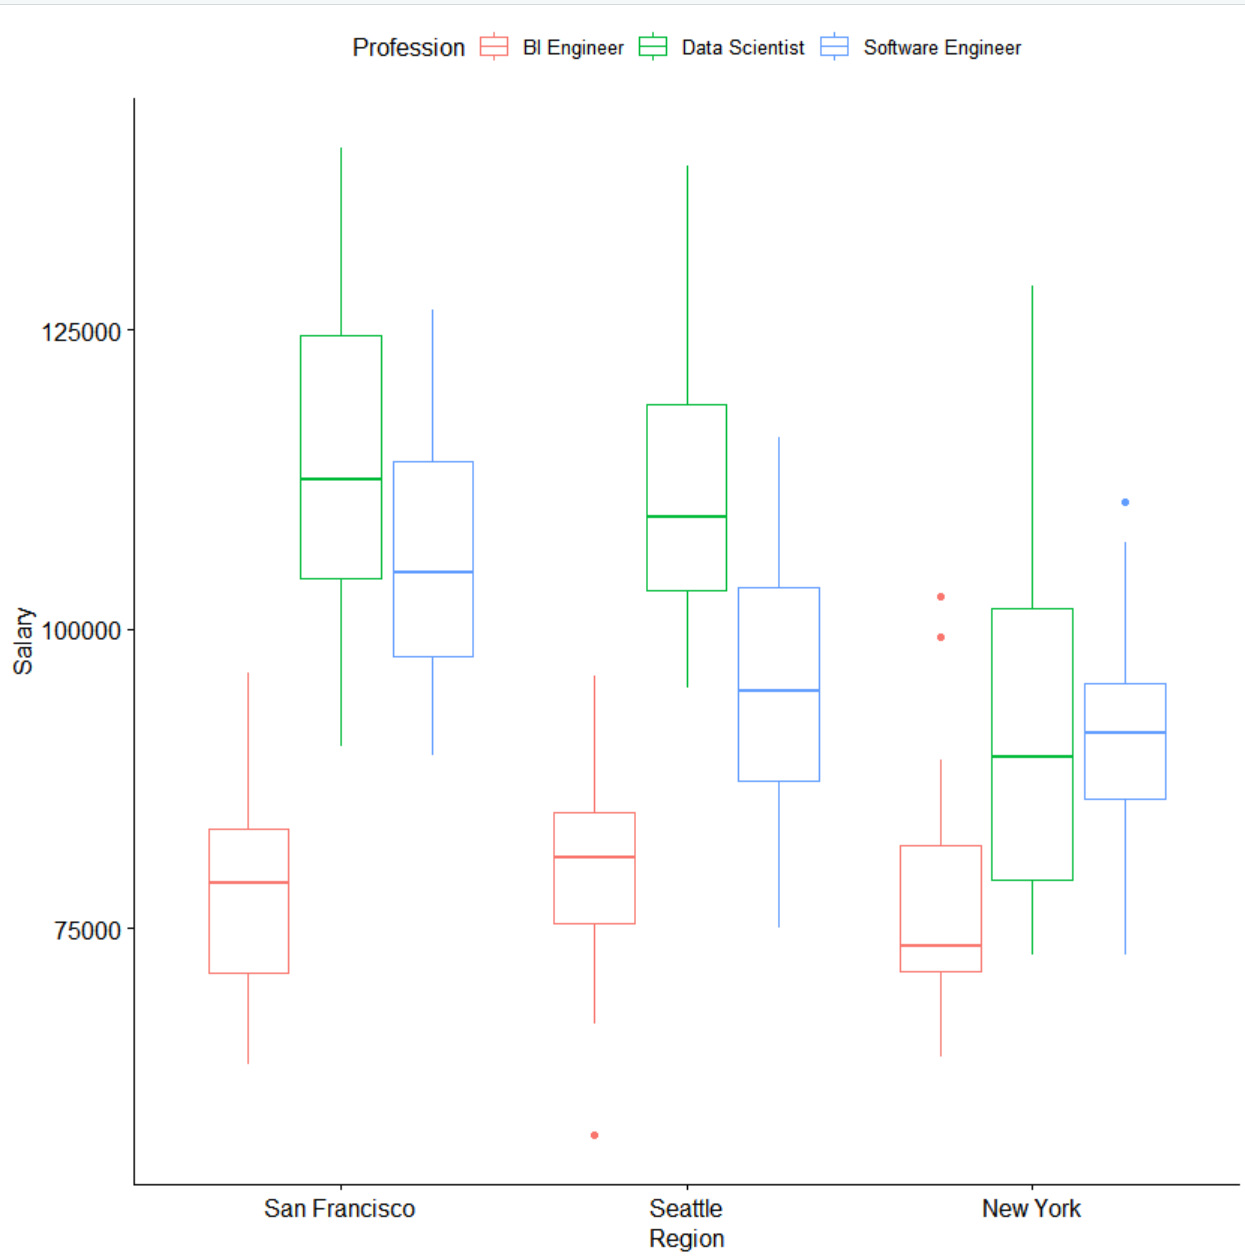 Profession BI Engineer Data Scientist Software Engineer
125000
100000
75000
Salary
San Francisco Seattle New York
Region